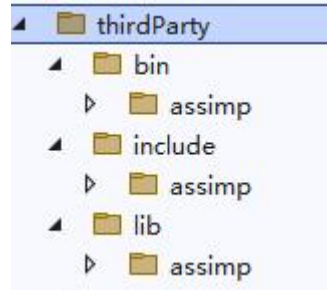 thirdParty
bin
assimp
include
assimp
lib
assimp